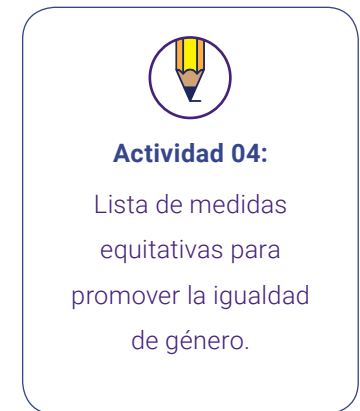 Actividad 04:
Lista de medidas
equitativas para
promover la igualdad
de género.